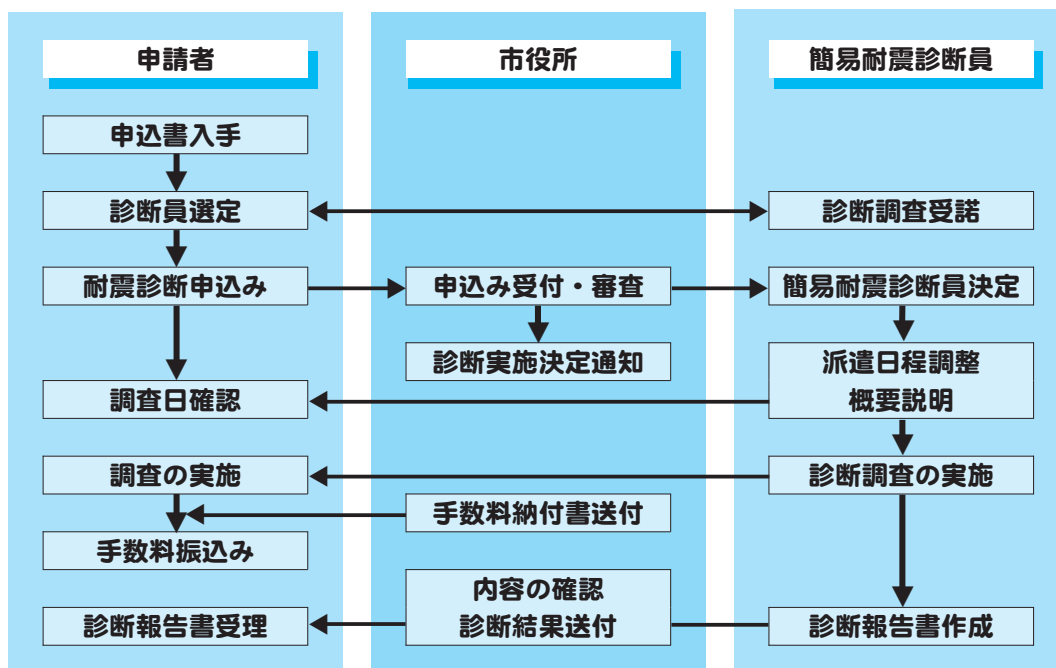 申請者
市役所
簡易耐震診断員
申込書入手
診断員選定
診断調査受諾
耐震診断申込み
申込み受付・審査
簡易耐震診断員決定
診断実施決定通知
派遣日程調整
概要説明
調査日確認
調査の実施
診断調査の実施
手数料納付書送付
手数料振込み
内容の確認
診断結果送付
診断報告書受理
診断報告書作成